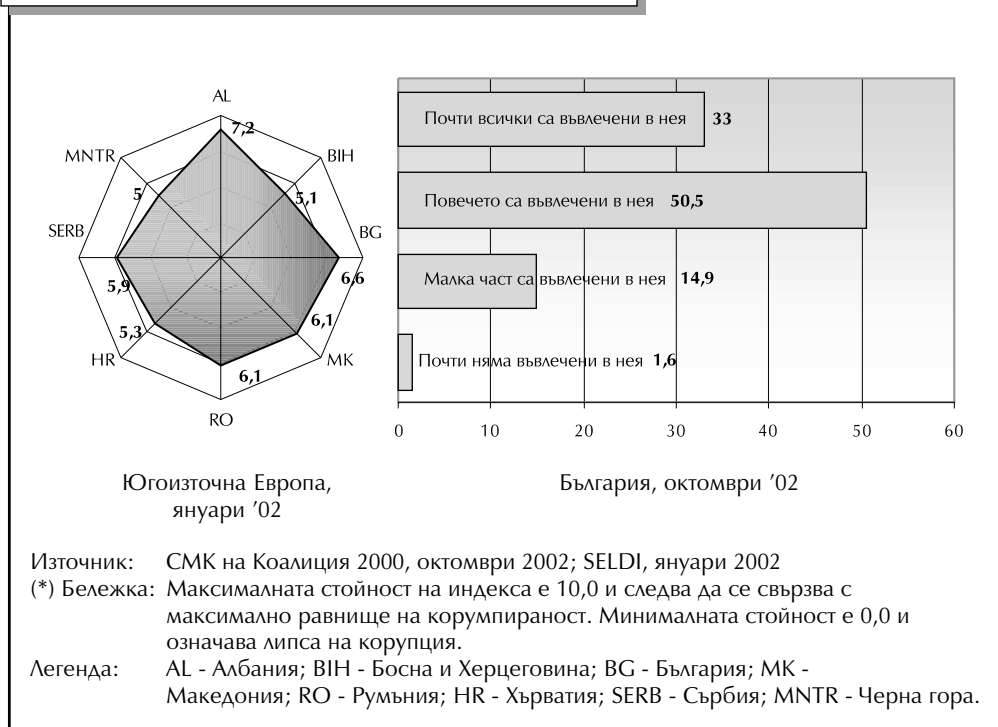 AL
7,2
MNTR
BIH
5
5,1
SERB
BG
5,9
6,6
5,3
6,1
HR
MK
6,1
RO
Почти всички са въвлечени в нея 33
Повечето са въвлечени в нея 50,5
Малка част са въвлечени в нея 14,9
Почти няма въвлечени в нея 1,6
0 10 20 30 40 50 60
Югоизточна Европа,
януари '02
България, октомври '02
Източник: СМК на Коалиция 2000, октомври 2002; SELDI, януари 2002
(*) Бележка: Максималната стойност на индекса е 10,0 и следва да се свързва с
максимално равнище на корумпираност. Минималната стойност е 0,0 и
означава липса на корупция.
Легенда: AL - Албания; BIH - Босна и Херцеговина; BG - България; MK -
Македония; RO - Румъния; HR - Хърватия; SERB - Сърбия; MNTR - Черна гора.